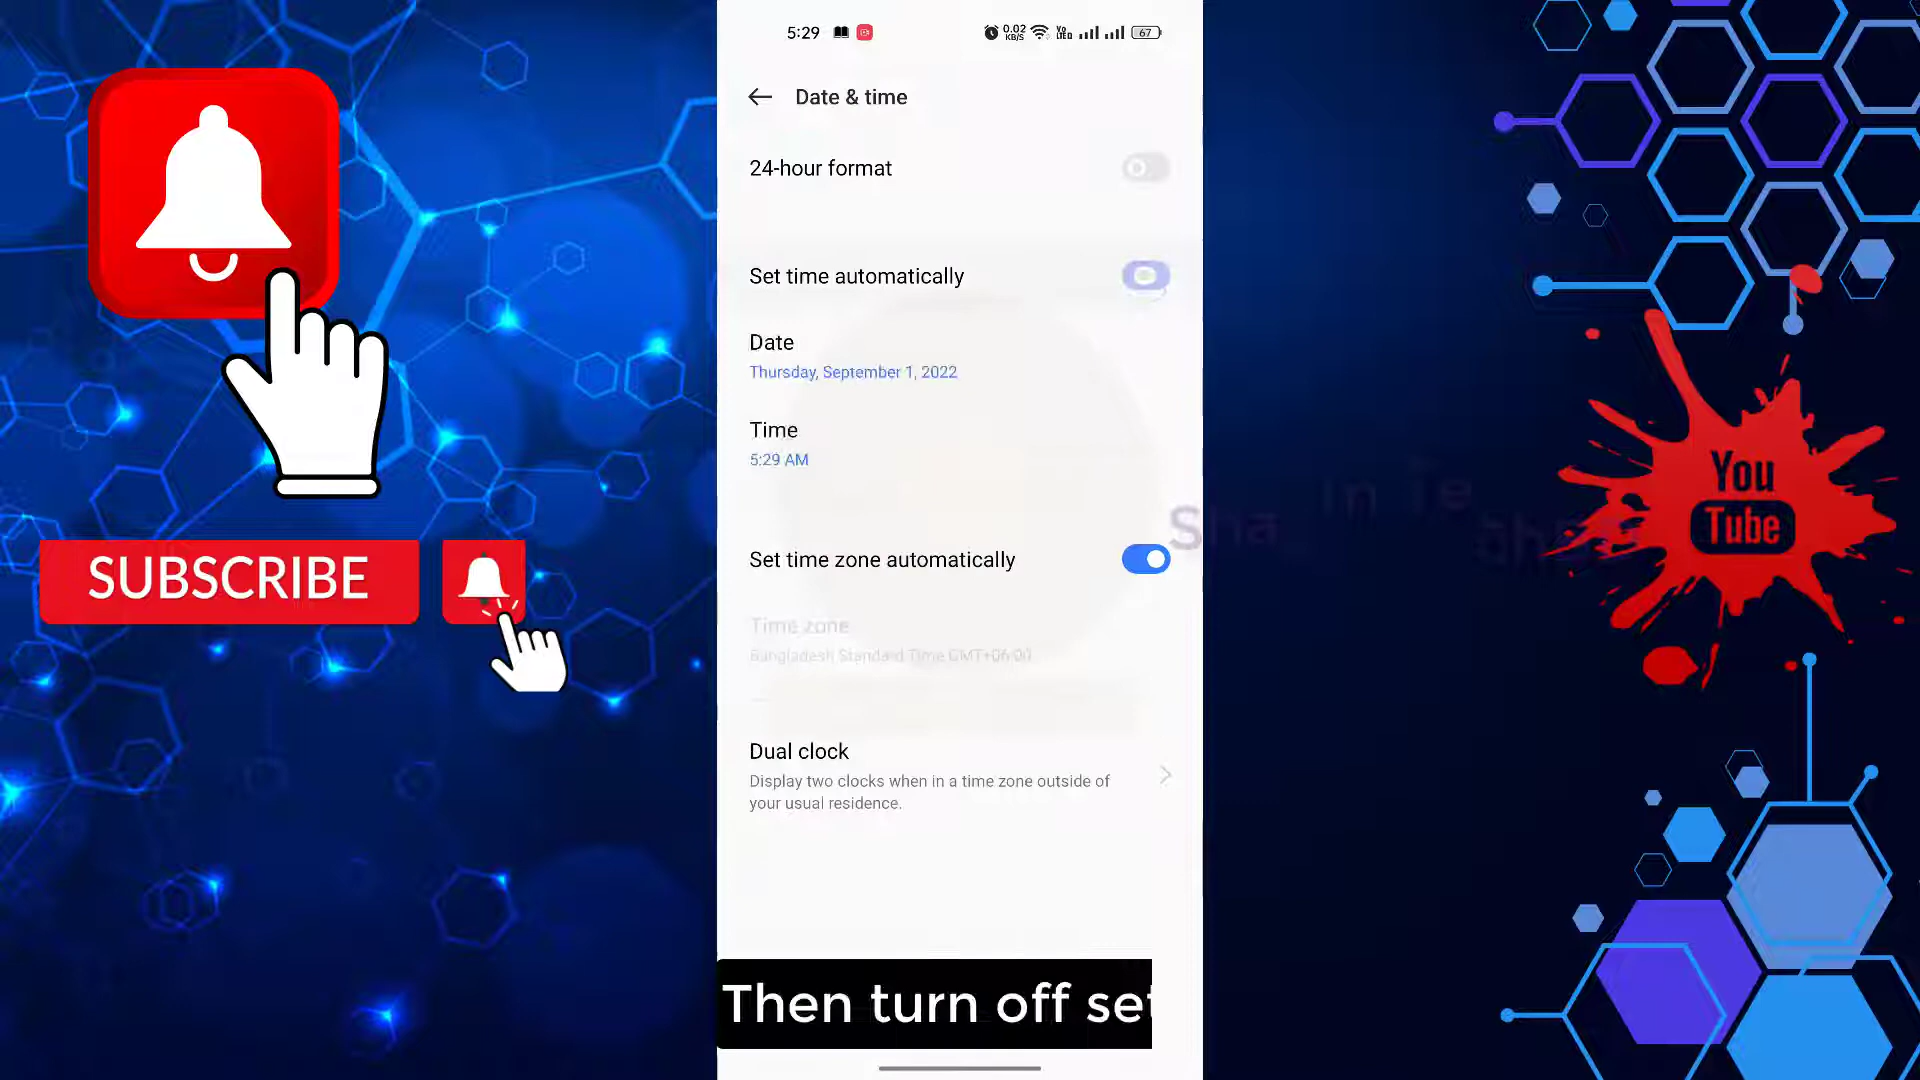 5:29
0.02
KB/S
Vo
LTE
67
Date & time
24-hour format
Set time automatically
Date
Thursday, September 1, 2022
Time
5:29 AM
Set time zone automatically
Time zone
Bangladesh Standard Time GMT+06:00
Dual clock
Display two clocks when in a time zone outside of
your usual residence.
Then turn off set
SUBSCRIBE
You
Tube